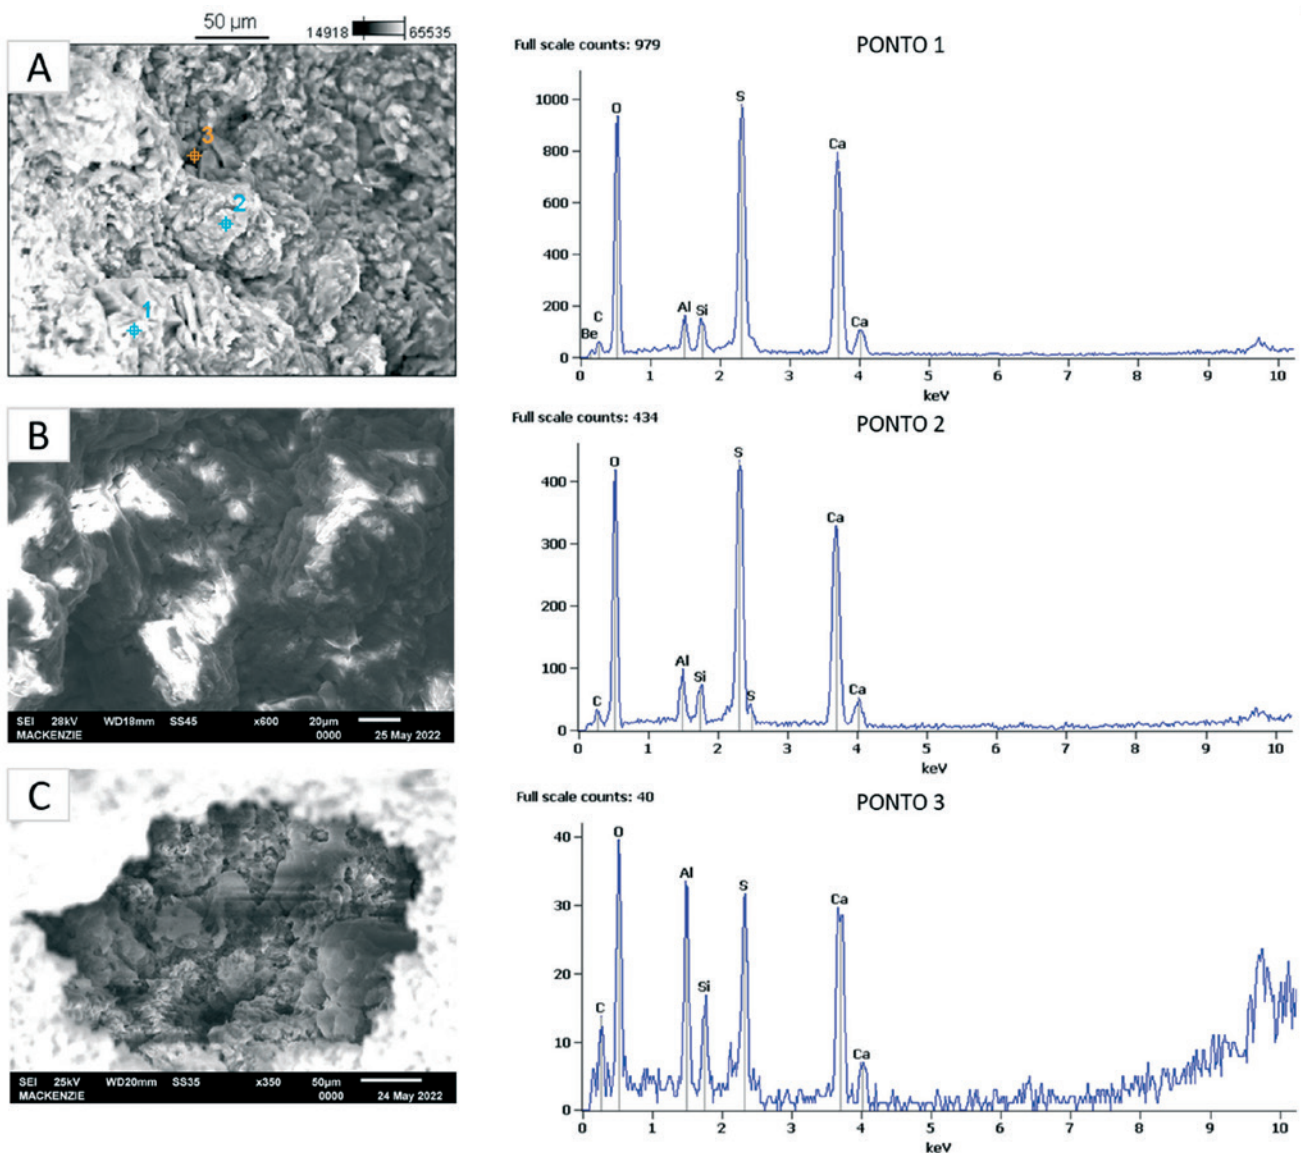 50 µm
14918 65535
A
3
2
1
Full scale counts: 979
PONTO 1
1000
800
600
400
200
0
Be
C
O
Al
Si
S
Ca
Ca
0 1 2 3 4 5 6 7 8 9 10
keV
B
SEI 28kV WD18mm SS45 x600 20µm
MACKENZIE 0000 25 May 2022
Full scale counts: 434
PONTO 2
400
300
200
100
0
C
O
Al
Si
S
S
Ca
Ca
0 1 2 3 4 5 6 7 8 9 10
keV
C
SEI 25kV WD20mm SS35 x350 50µm
MACKENZIE 0000 24 May 2022
Full scale counts: 40
PONTO 3
40
30
20
10
0
C
O
Al
Si
S
Ca
Ca
0 1 2 3 4 5 6 7 8 9 10
keV